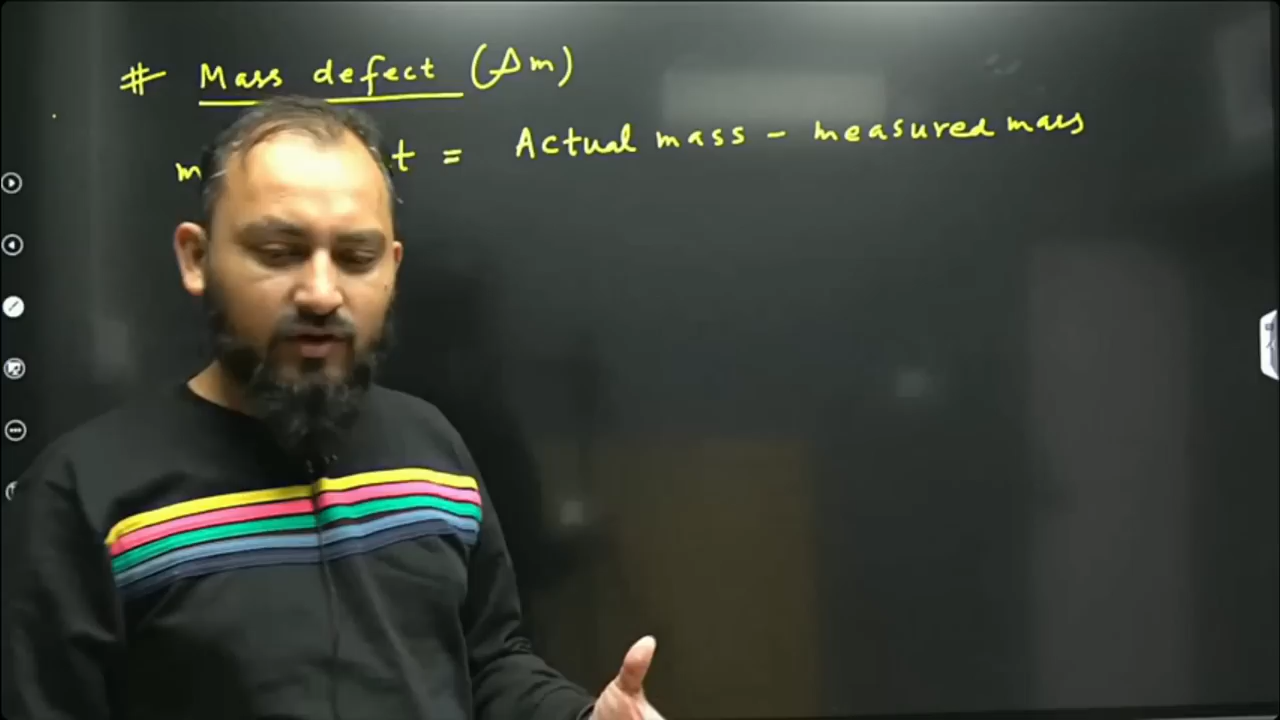 # Mass defect (Δm)
t = Actual mass - measured mass